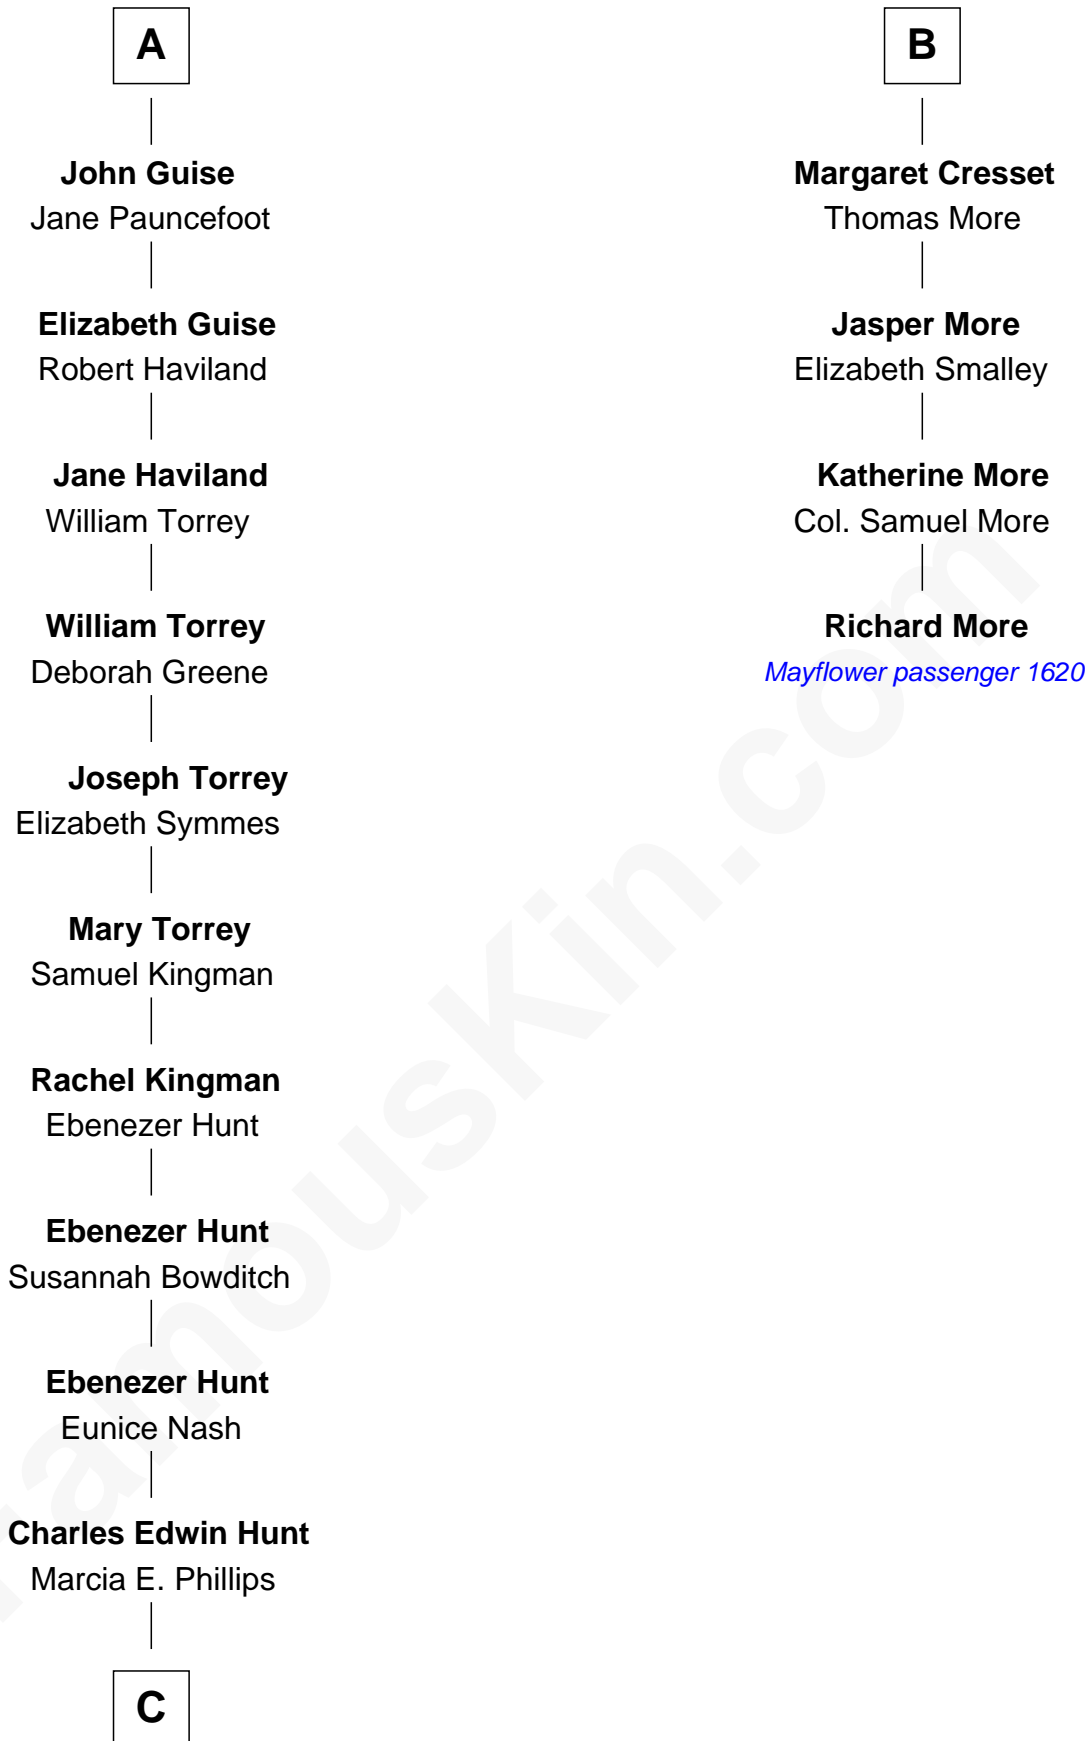 A
John Guise
Jane Pauncefoot
Elizabeth Guise
Robert Haviland
Jane Haviland
William Torrey
William Torrey
Deborah Greene
Joseph Torrey
Elizabeth Symmes
Mary Torrey
Samuel Kingman
Rachel Kingman
Ebenezer Hunt
Ebenezer Hunt
Susannah Bowditch
Ebenezer Hunt
Eunice Nash
Charles Edwin Hunt
Marcia E. Phillips
C
B
Margaret Cresset
Thomas More
Jasper More
Elizabeth Smalley
Katherine More
Col. Samuel More
Richard More
Mayflower passenger 1620
FamousKin.com